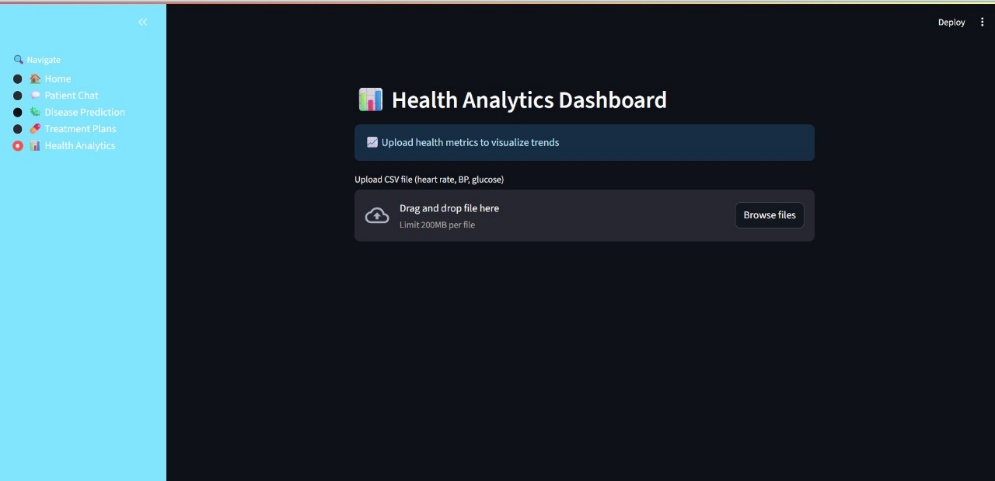 Deploy
Navigate
Home
Patient Chat
Disease Prediction
Treatment Plans
Health Analytics
Health Analytics Dashboard
Upload health metrics to visualize trends
Upload CSV file (heart rate, BP, glucose)
Drag and drop file here
Limit 200MB per file
Browse files